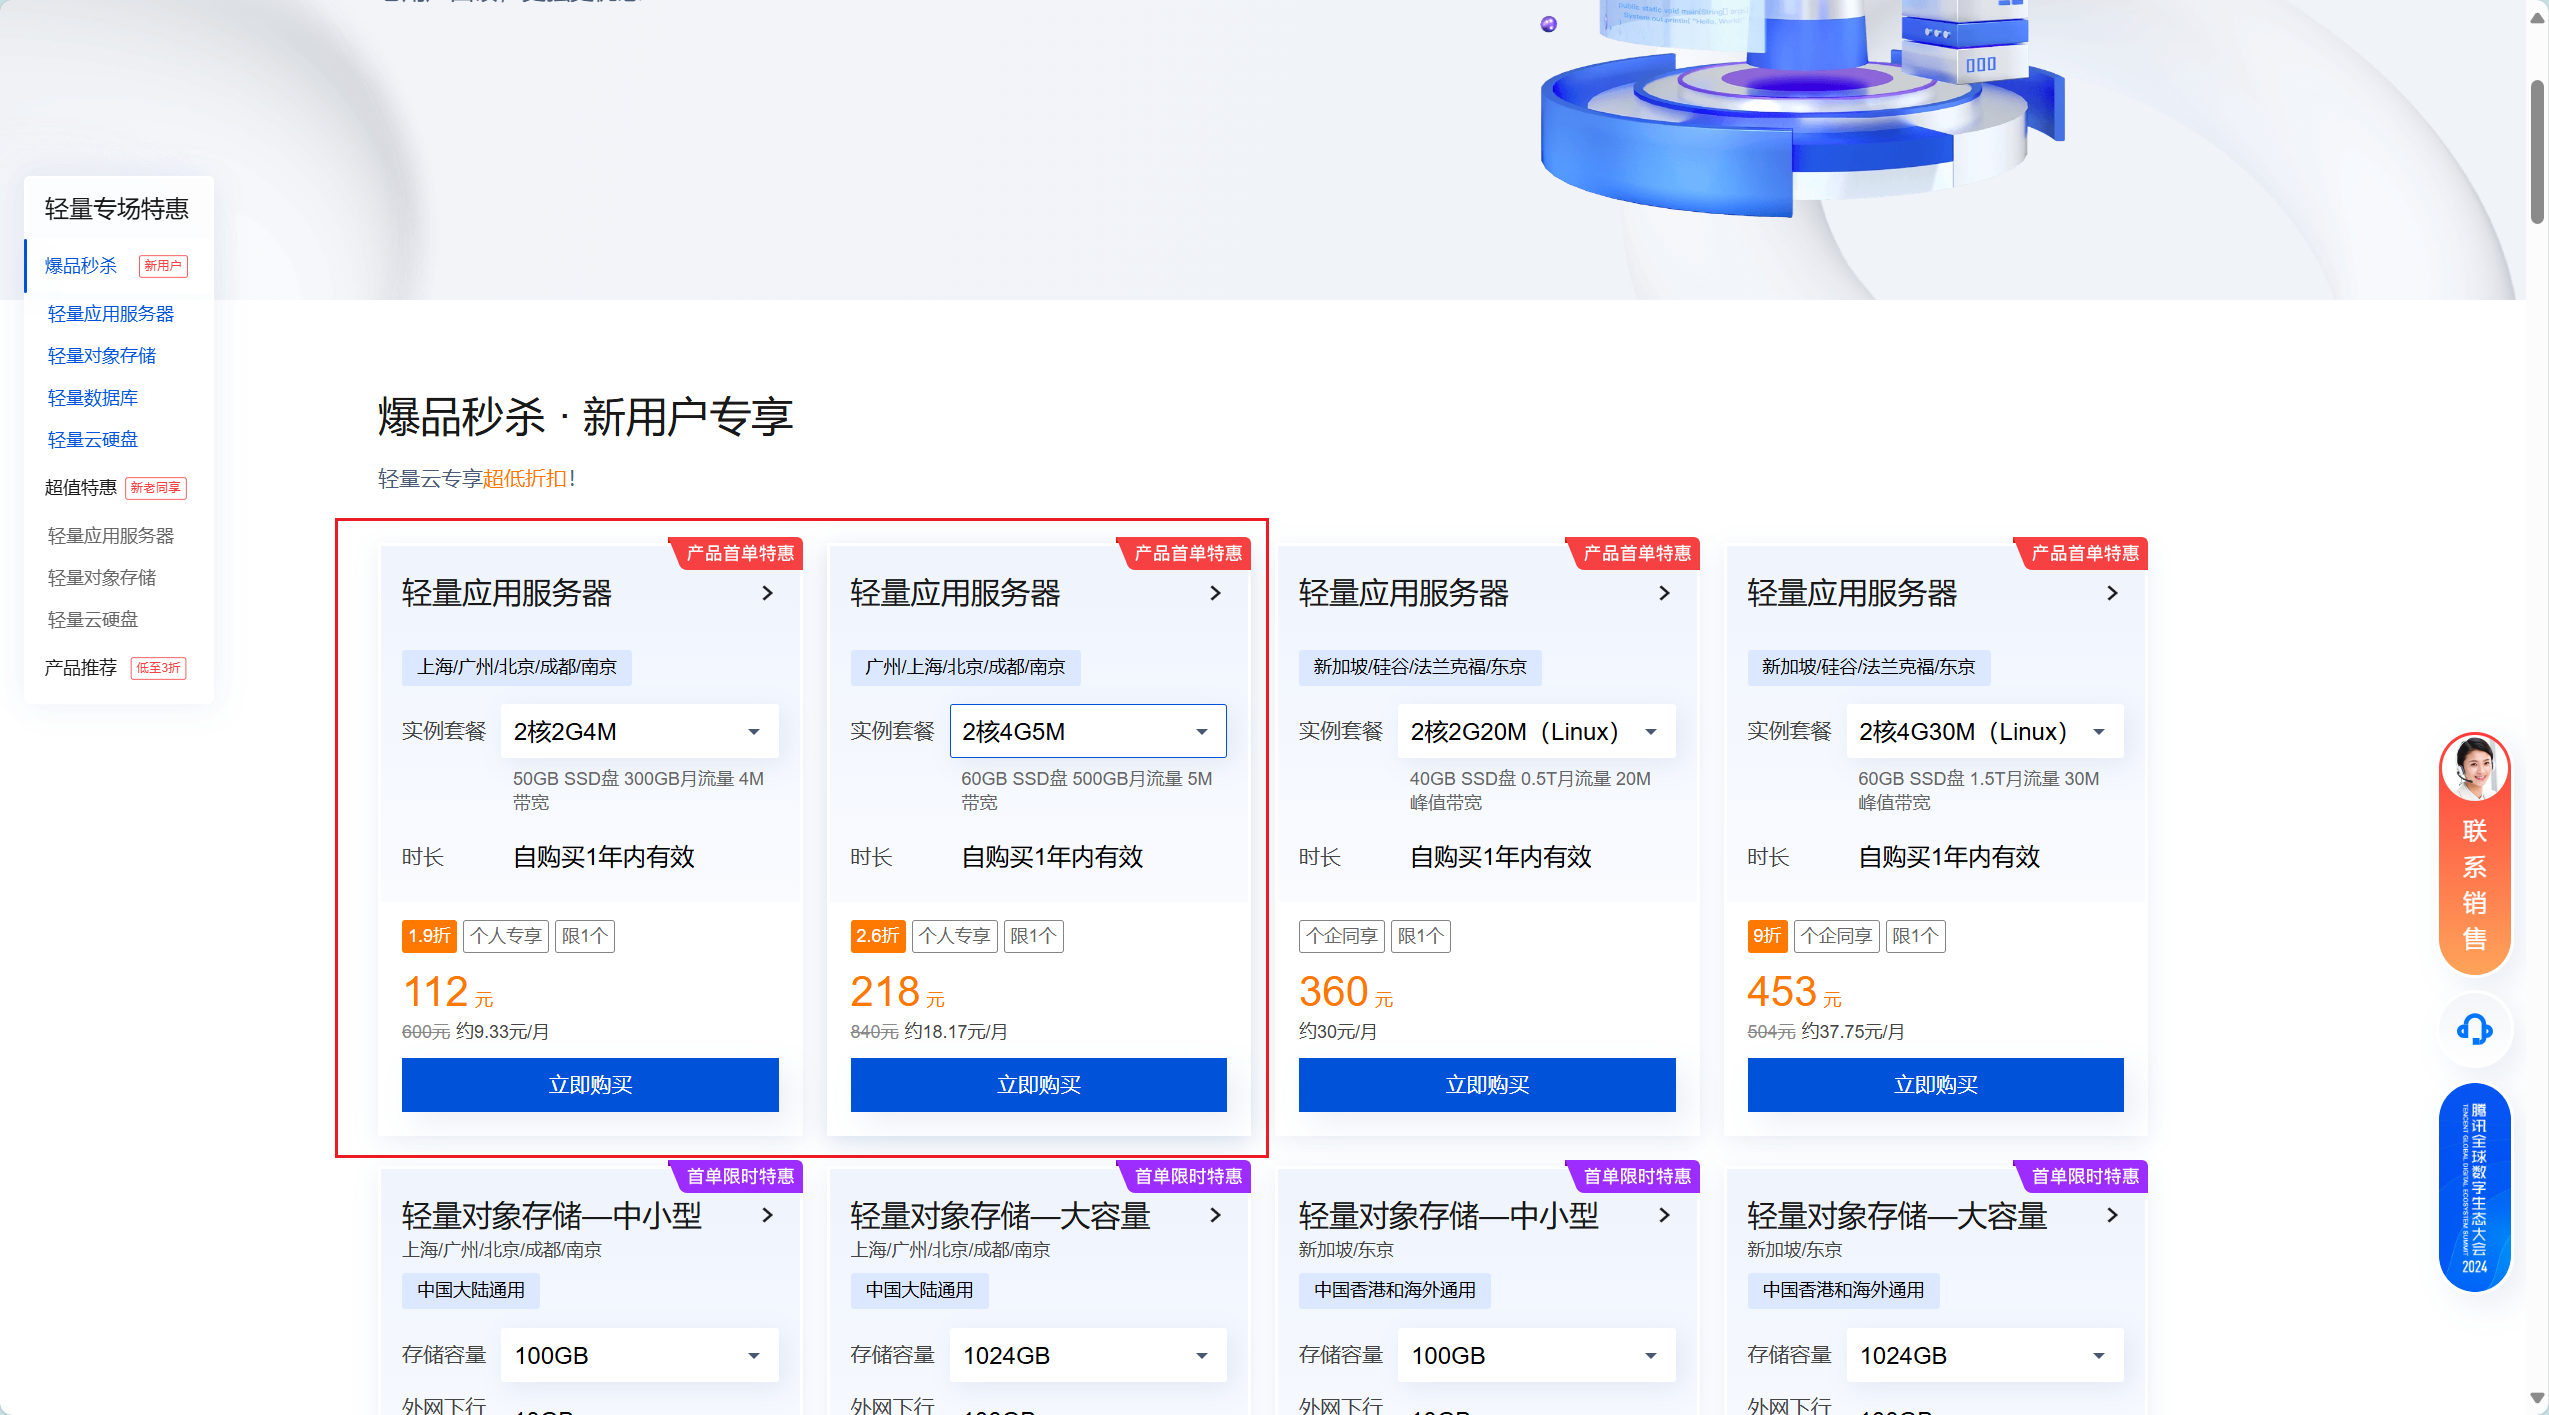 public static void main(String[] args)
System.out.println("Hello, World!"
轻量专场特惠
爆品秒杀 新用户
轻量应用服务器
轻量对象存储
轻量数据库
轻量云硬盘
超值特惠 新老同享
轻量应用服务器
轻量对象存储
轻量云硬盘
产品推荐 低至3折
爆品秒杀 · 新用户专享
轻量云专享超低折扣！
产品首单特惠
轻量应用服务器
上海/广州/北京/成都/南京
实例套餐 2核2G4M
50GB SSD盘 300GB月流量 4M
带宽
时长 自购买1年内有效
1.9折 个人专享 限1个
112 元
600元 约9.33元/月
立即购买
产品首单特惠
轻量应用服务器
广州/上海/北京/成都/南京
实例套餐 2核4G5M
60GB SSD盘 500GB月流量 5M
带宽
时长 自购买1年内有效
2.6折 个人专享 限1个
218 元
840元 约18.17元/月
立即购买
产品首单特惠
轻量应用服务器
新加坡/硅谷/法兰克福/东京
实例套餐 2核2G20M（Linux）
40GB SSD盘 0.5T月流量 20M
峰值带宽
时长 自购买1年内有效
个企同享 限1个
360 元
约30元/月
立即购买
产品首单特惠
轻量应用服务器
新加坡/硅谷/法兰克福/东京
实例套餐 2核4G30M（Linux）
60GB SSD盘 1.5T月流量 30M
峰值带宽
时长 自购买1年内有效
9折 个企同享 限1个
453 元
504元 约37.75元/月
立即购买
首单限时特惠
轻量对象存储—中小型
上海/广州/北京/成都/南京
中国大陆通用
存储容量 100GB
外网下行
首单限时特惠
轻量对象存储—大容量
上海/广州/北京/成都/南京
中国大陆通用
存储容量 1024GB
外网下行
首单限时特惠
轻量对象存储—中小型
新加坡/东京
中国香港和海外通用
存储容量 100GB
外网下行
首单限时特惠
轻量对象存储—大容量
新加坡/东京
中国香港和海外通用
存储容量 1024GB
外网下行
联系销售
腾讯全球数字生态大会 2024
TENCENT GLOBAL DIGITAL ECOSYSTEM SUMMIT